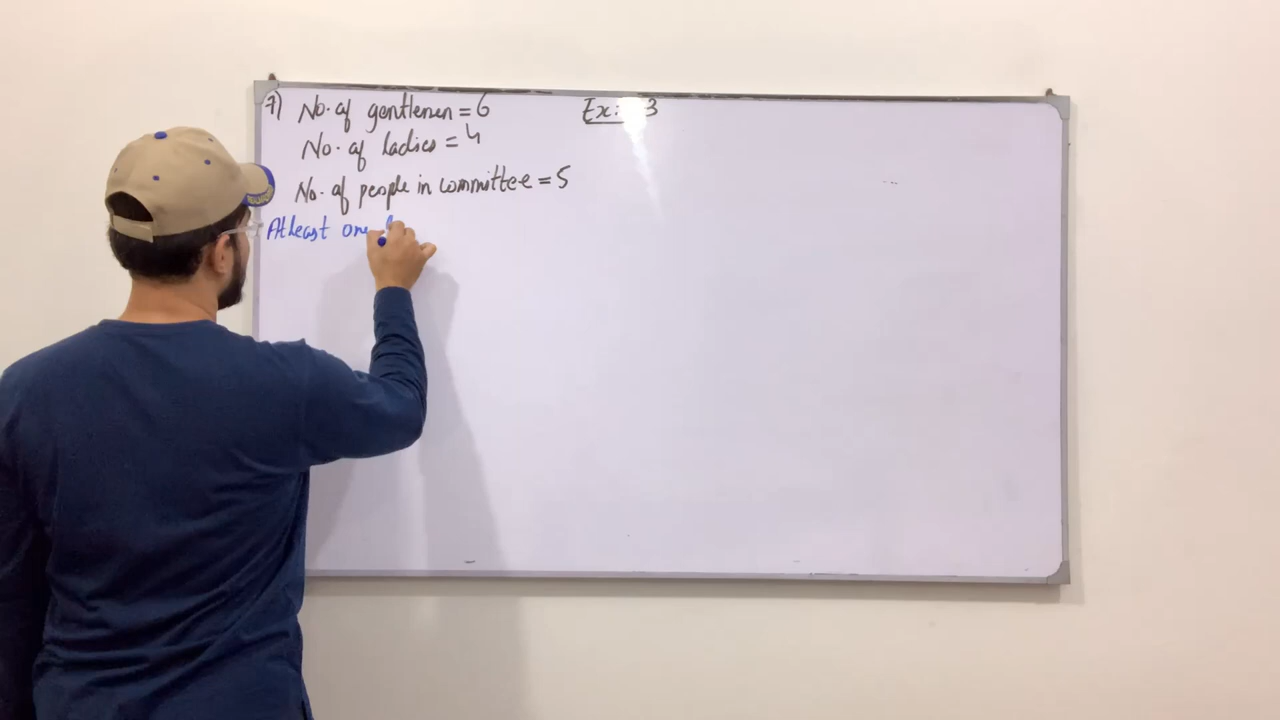 7) No. of gentlemen = 6
Ex: 3
No. of ladies = 4
No. of people in committee = 5
Atleast one